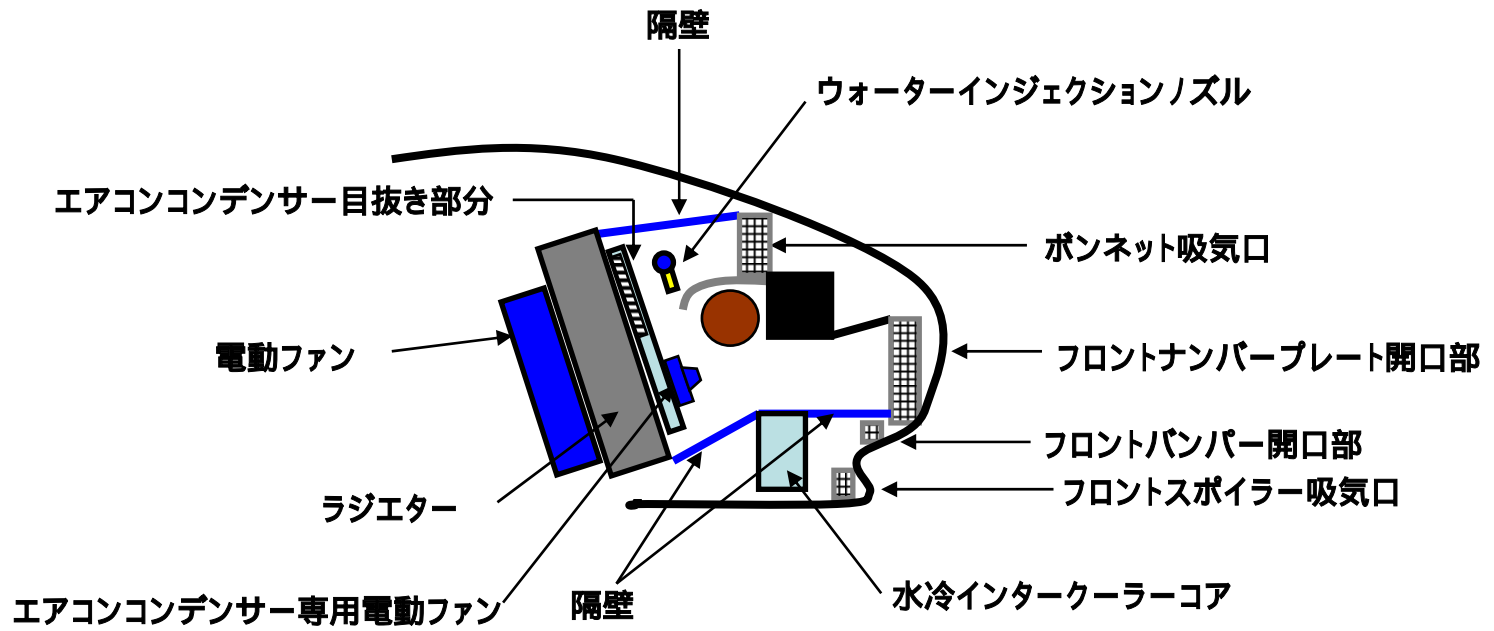 隔壁
ウォーターインジェクションノズル
エアコンコンデンサー目抜き部分
ボンネット吸気口
電動ファン
フロントナンバープレート開口部
フロントバンパー開口部
フロントスポイラー吸気口
ラジエター
エアコンコンデンサー専用電動ファン
隔壁
水冷インタークーラーコア